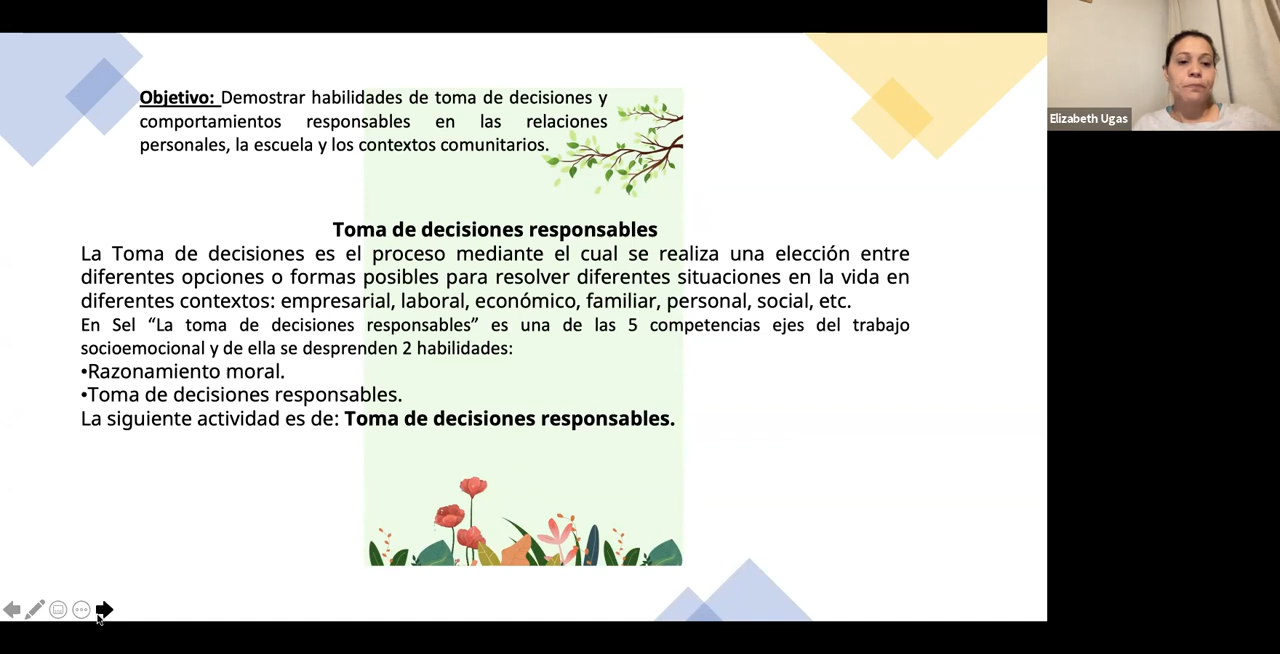 Objetivo: Demostrar habilidades de toma de decisiones y
comportamientos responsables en las relaciones
personales, la escuela y los contextos comunitarios.
Toma de decisiones responsables
La Toma de decisiones es el proceso mediante el cual se realiza una elección entre
diferentes opciones o formas posibles para resolver diferentes situaciones en la vida en
diferentes contextos: empresarial, laboral, económico, familiar, personal, social, etc.
En Sel “La toma de decisiones responsables” es una de las 5 competencias ejes del trabajo
socioemocional y de ella se desprenden 2 habilidades:
•Razonamiento moral.
•Toma de decisiones responsables.
La siguiente actividad es de: Toma de decisiones responsables.
Elizabeth Ugas